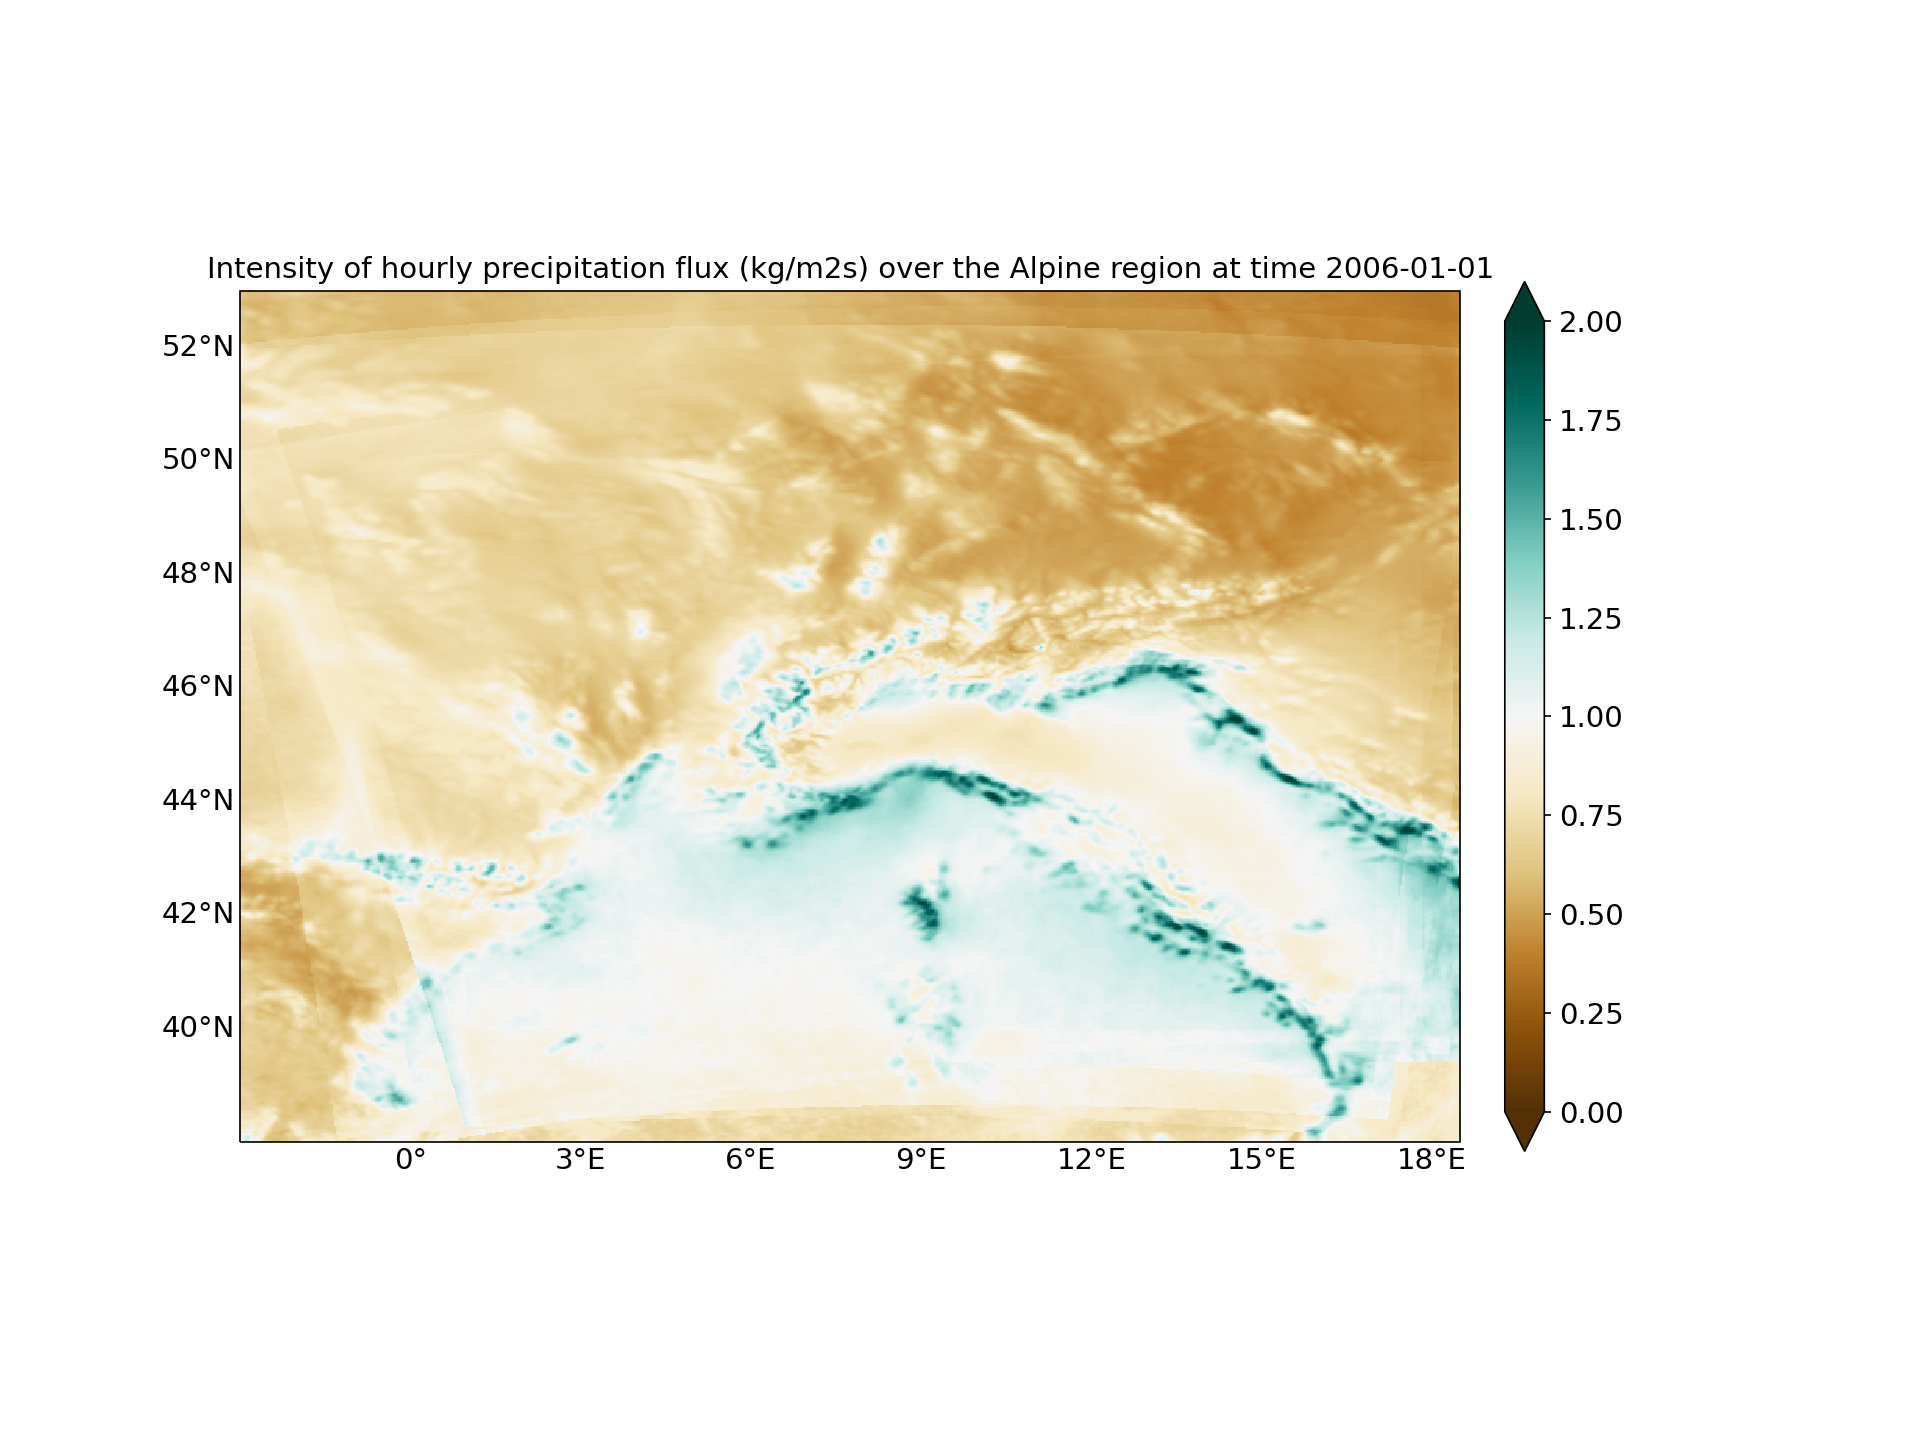 Intensity of hourly precipitation flux (kg/m2s) over the Alpine region at time 2006-01-01
52°N
50°N
48°N
46°N
44°N
42°N
40°N
0°
3°E
6°E
9°E
12°E
15°E
18°E
2.00
1.75
1.50
1.25
1.00
0.75
0.50
0.25
0.00